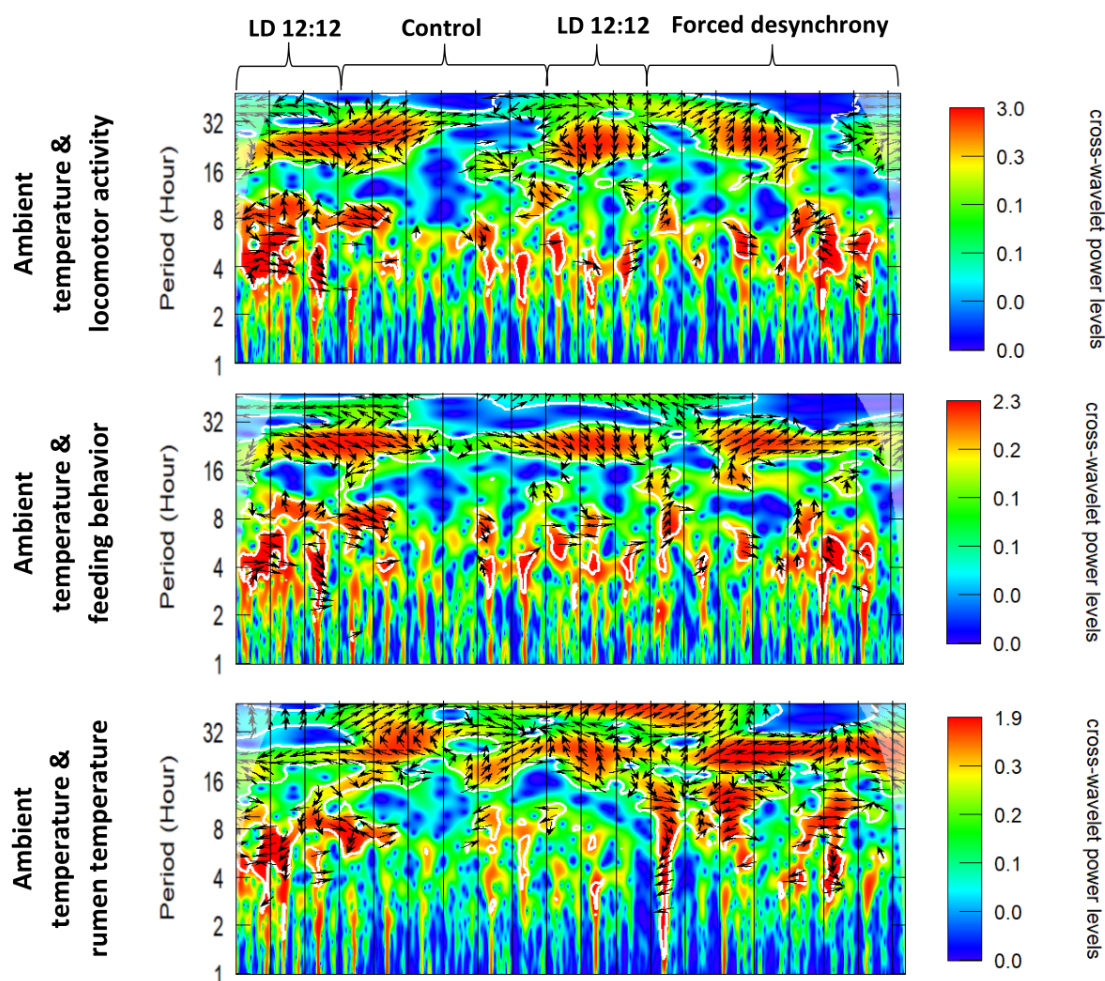 LD 12:12 Control LD 12:12 Forced desynchrony
Ambient
temperature &
locomotor activity
Period (Hour)
32
16
8
4
2
1
3.0
0.3
0.1
0.1
0.0
0.0
cross-wavelet power levels
Ambient
temperature &
feeding behavior
Period (Hour)
32
16
8
4
2
1
2.3
0.2
0.1
0.1
0.0
0.0
cross-wavelet power levels
Ambient
temperature &
rumen temperature
Period (Hour)
32
16
8
4
2
1
1.9
0.3
0.2
0.1
0.0
0.0
cross-wavelet power levels